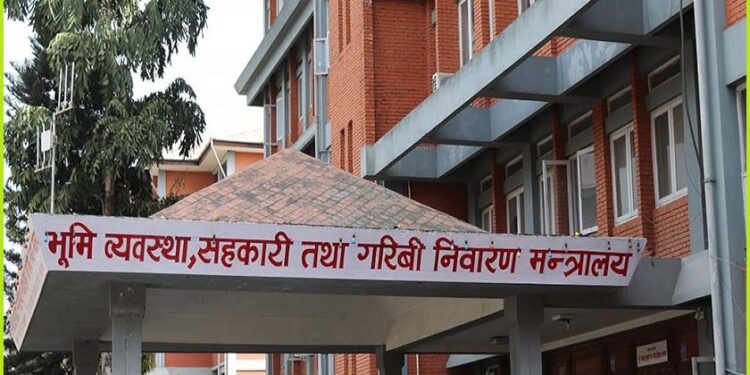 भूमि व्यवस्था, सहकारी तथा गरिबी निवारण मन्त्रालय